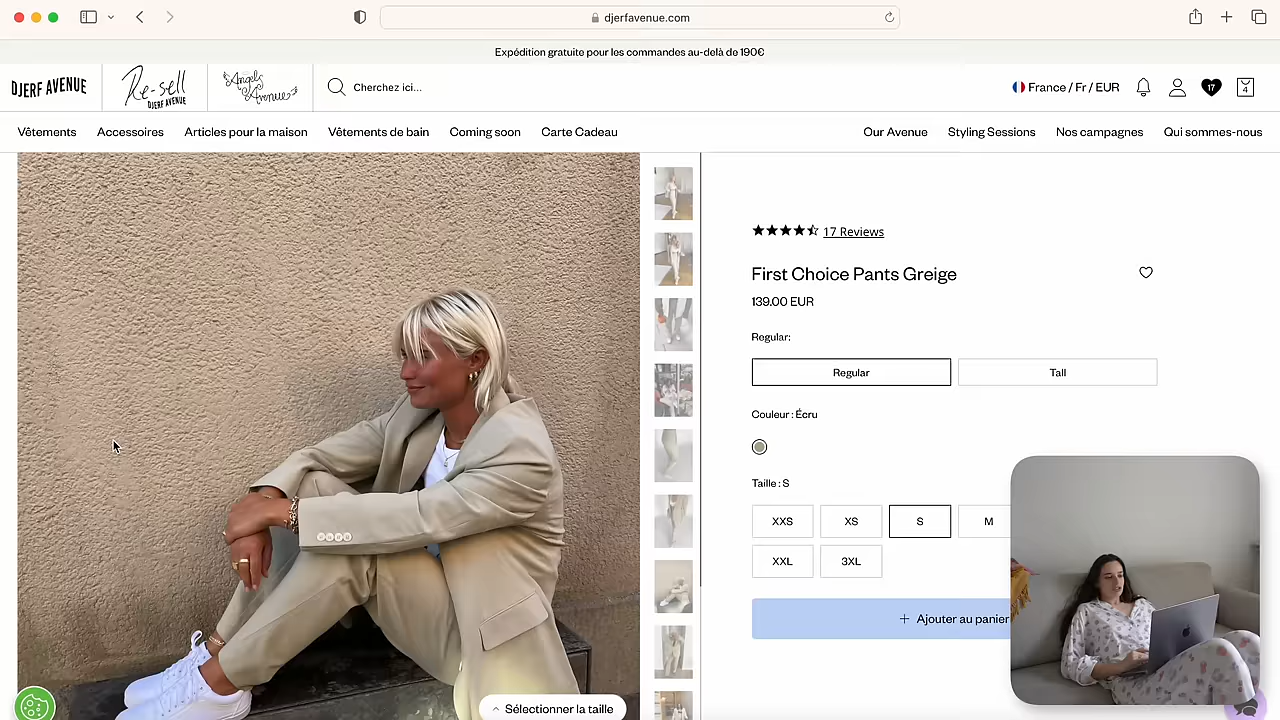 djerfavenue.com
Expédition gratuite pour les commandes au-delà de 190€
DJERF AVENUE
Re-sell
DJERF AVENUE
Angels Avenue
Cherchez ici...
France / Fr / EUR
17
4
Vêtements
Accessoires
Articles pour la maison
Vêtements de bain
Coming soon
Carte Cadeau
Our Avenue
Styling Sessions
Nos campagnes
Qui sommes-nous
17 Reviews
First Choice Pants Greige
139.00 EUR
Regular:
Regular
Tall
Couleur : Écru
Taille : S
XXS
XS
S
M
XXL
3XL
+ Ajouter au panier
Sélectionner la taille